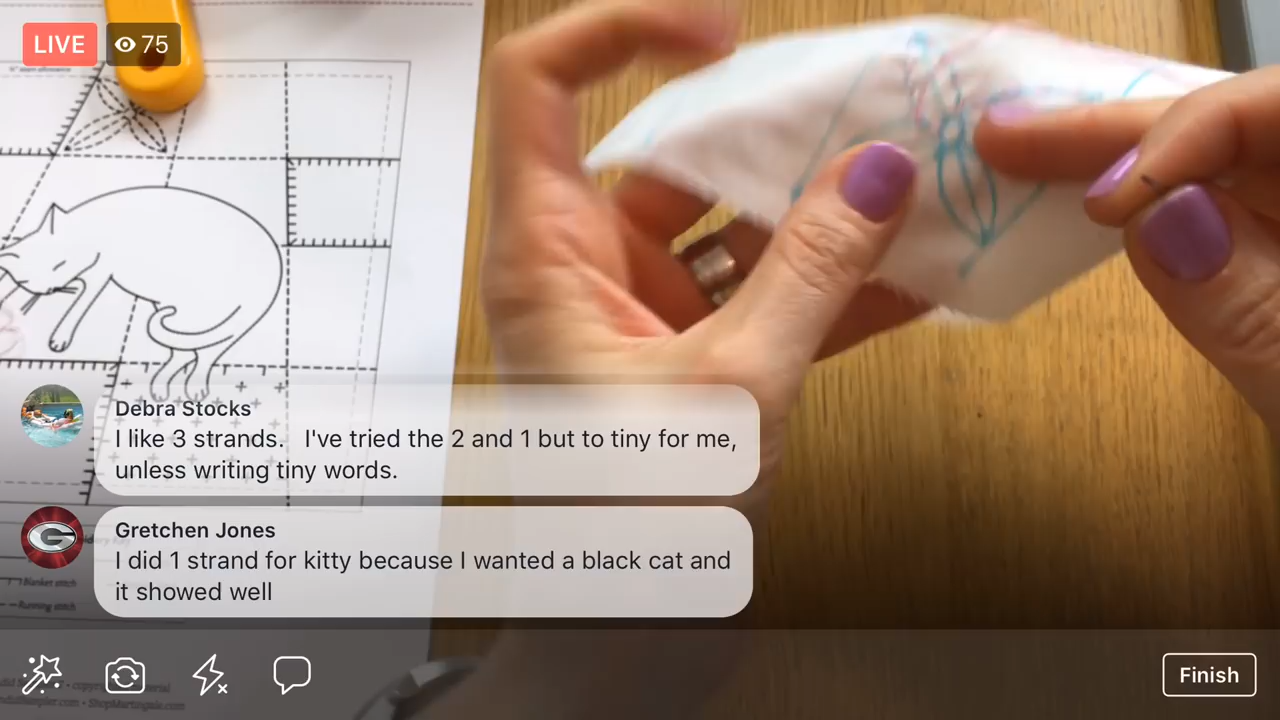 LIVE
75
Debra Stocks
I like 3 strands. I've tried the 2 and 1 but to tiny for me,
unless writing tiny words.
Gretchen Jones
I did 1 strand for kitty because I wanted a black cat and
it showed well
Blanket stitch
Running stitch
ShopMartingale.com
Finish